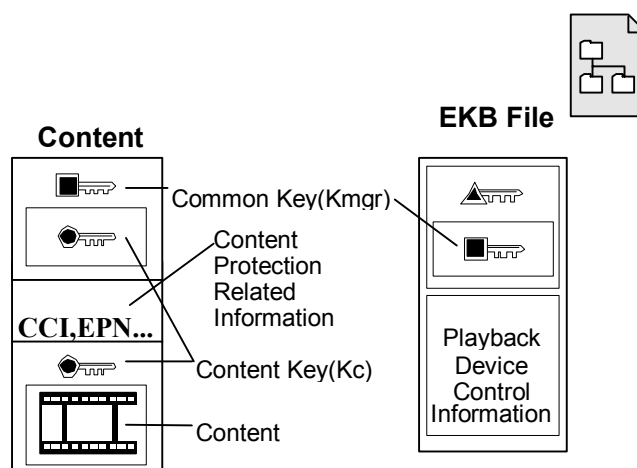 EKB File
Content
Common Key(Kmgr)
Content
Protection
Related
Information
CCI,EPN...
Content Key(Kc)
Content
Playback
Device
Control
Information